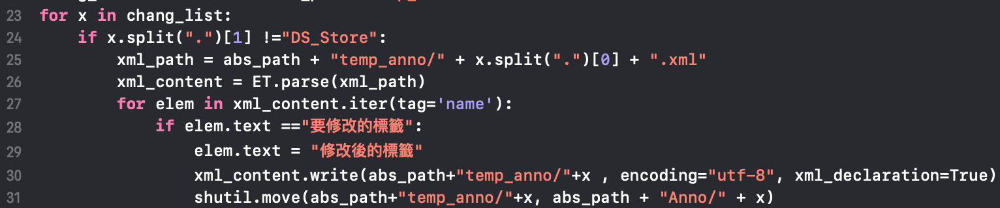 23 for x in chang_list:
24     if x.split(".")[1] !="DS_Store":
25         xml_path = abs_path + "temp_anno/" + x.split(".")[0] + ".xml"
26         xml_content = ET.parse(xml_path)
27         for elem in xml_content.iter(tag='name'):
28             if elem.text =="要修改的標籤":
29                 elem.text = "修改後的標籤"
30                 xml_content.write(abs_path+"temp_anno/"+x , encoding="utf-8", xml_declaration=True)
31                 shutil.move(abs_path+"temp_anno/"+x, abs_path + "Anno/" + x)